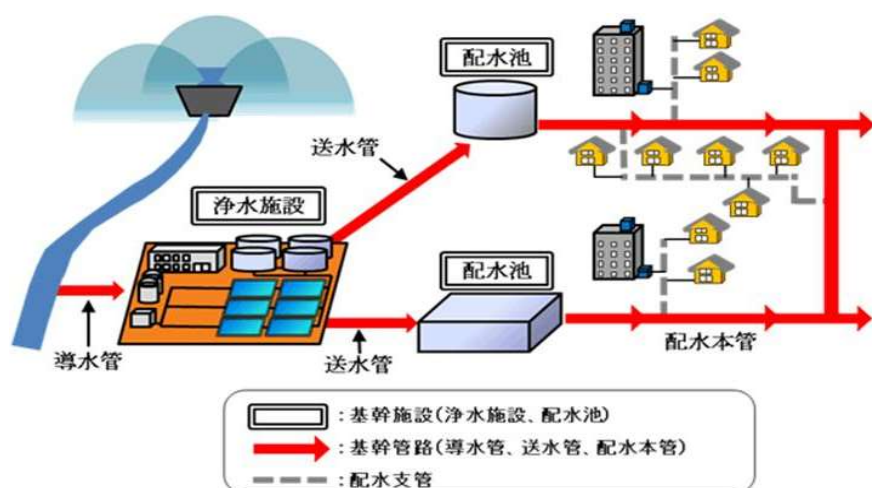 配水池
送水管
浄水施設
配水池
導水管
送水管
配水本管
:基幹施設(浄水施設、配水池)
:基幹管路(導水管、送水管、配水本管)
:配水支管